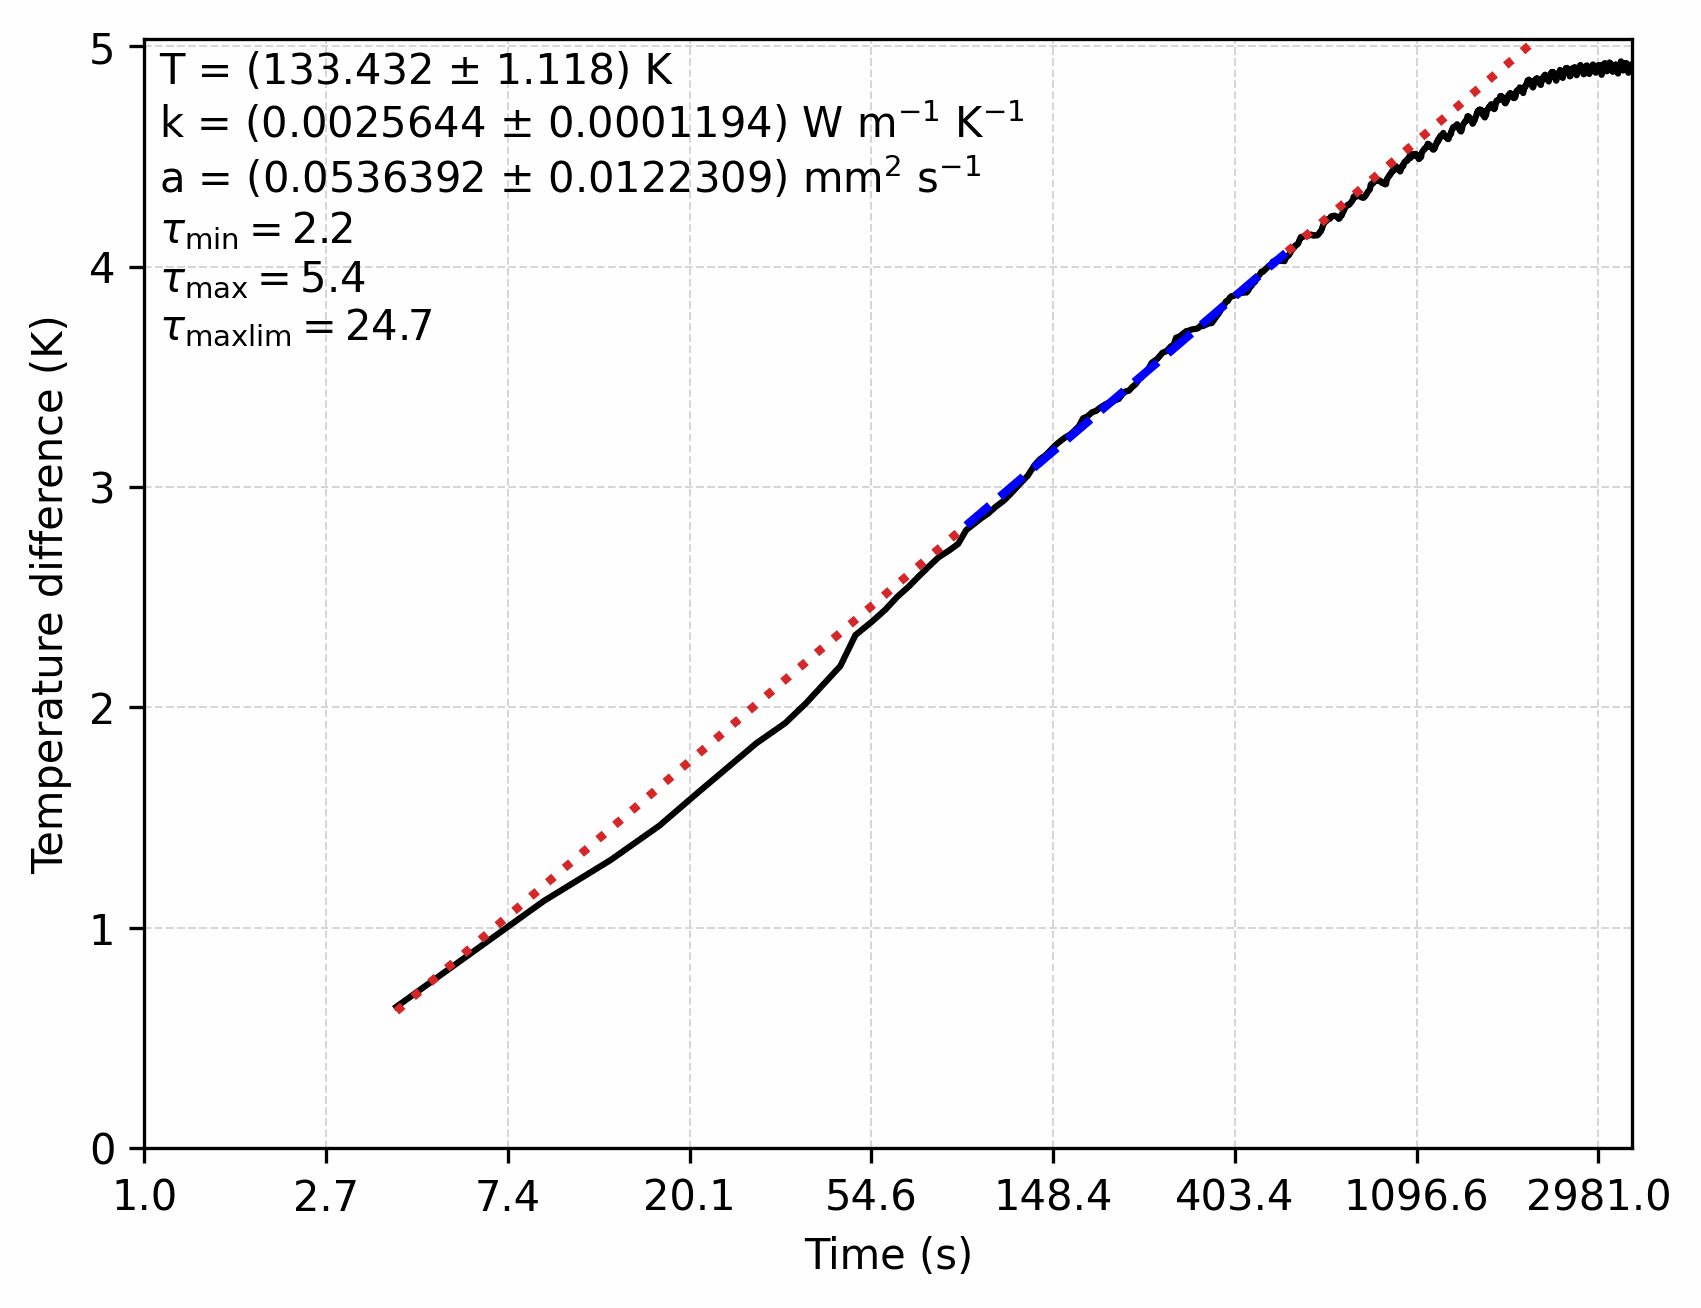 5
T = (133.432 ± 1.118) K
k = (0.0025644 ± 0.0001194) W m⁻¹ K⁻¹
a = (0.0536392 ± 0.0122309) mm² s⁻¹
τmin = 2.2
4
τmax = 5.4
τmaxlim = 24.7
3
2
1
0
Temperature difference (K)
1.0 2.7 7.4 20.1 54.6 148.4 403.4 1096.6 2981.0
Time (s)